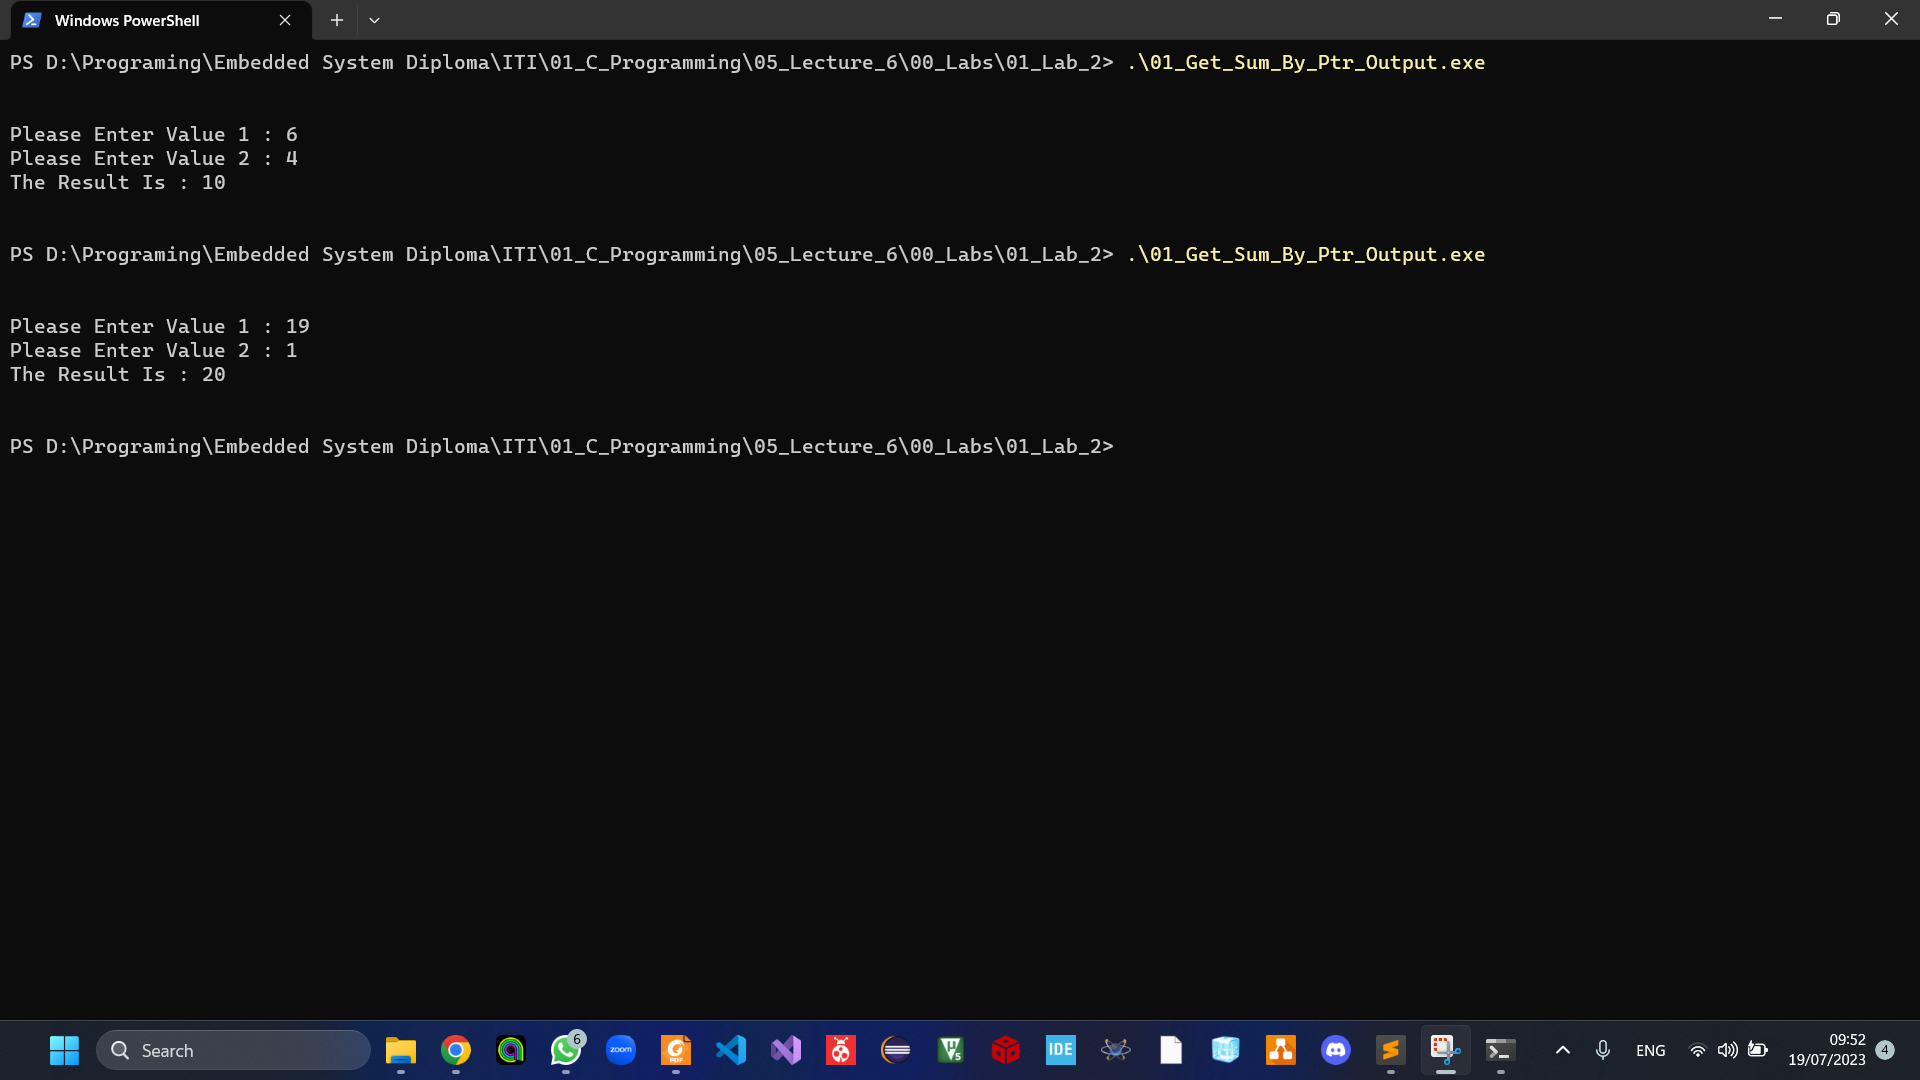 Windows PowerShell
PS D:\Programing\Embedded System Diploma\ITI\01_C_Programming\05_Lecture_6\00_Labs\01_Lab_2> .\01_Get_Sum_By_Ptr_Output.exe
Please Enter Value 1 : 6
Please Enter Value 2 : 4
The Result Is : 10
PS D:\Programing\Embedded System Diploma\ITI\01_C_Programming\05_Lecture_6\00_Labs\01_Lab_2> .\01_Get_Sum_By_Ptr_Output.exe
Please Enter Value 1 : 19
Please Enter Value 2 : 1
The Result Is : 20
PS D:\Programing\Embedded System Diploma\ITI\01_C_Programming\05_Lecture_6\00_Labs\01_Lab_2>
Search
6
zoom
PDF
5
IDE
ENG
09:52
19/07/2023
4